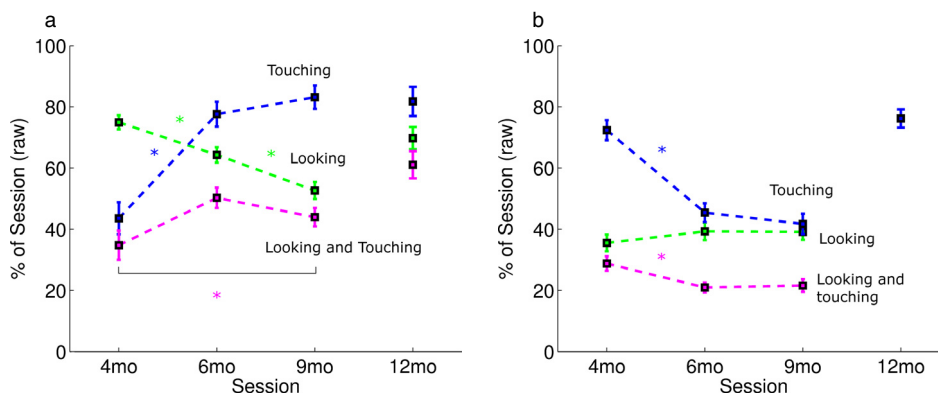 a
100
80
60
40
20
0
% of Session (raw)
Touching
*
*
*
Looking
Looking and Touching
*
4mo 6mo 9mo 12mo
Session
b
100
80
60
40
20
0
% of Session (raw)
*
Touching
Looking
*
Looking and
touching
4mo 6mo 9mo 12mo
Session